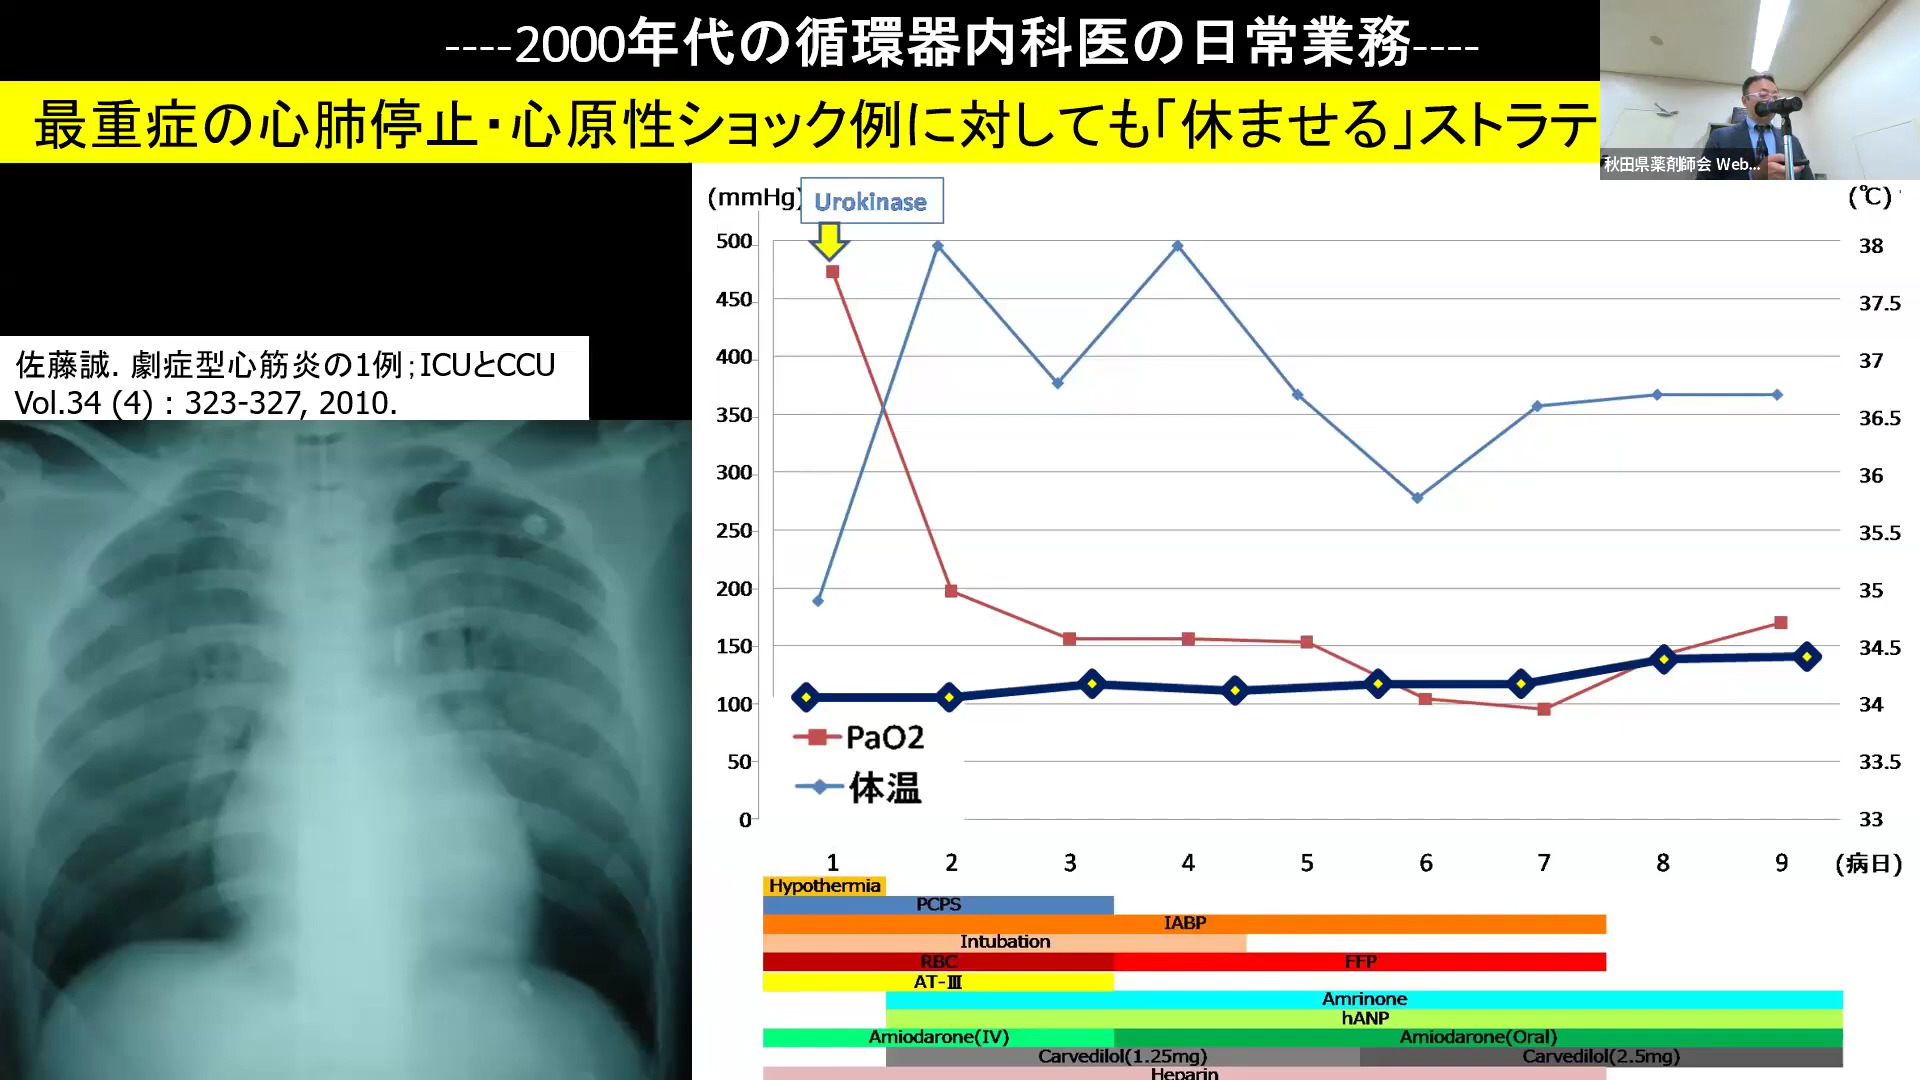 ----2000年代の循環器内科医の日常業務----
最重症の心肺停止・心原性ショック例に対しても「休ませる」ストラテ
秋田県薬剤師会 Web...
佐藤誠. 劇症型心筋炎の1例；ICUとCCU
Vol.34 (4) : 323-327, 2010.
(mmHg)
Urokinase
(℃)
500
450
400
350
300
250
200
150
100
50
0
38
37.5
37
36.5
36
35.5
35
34.5
34
33.5
33
PaO2
体温
1 2 3 4 5 6 7 8 9 (病日)
Hypothermia
PCPS
IABP
Intubation
RBC FFP
AT-Ⅲ
Amrinone
hANP
Amiodarone(IV) Amiodarone(Oral)
Carvedilol(1.25mg) Carvedilol(2.5mg)
Heparin